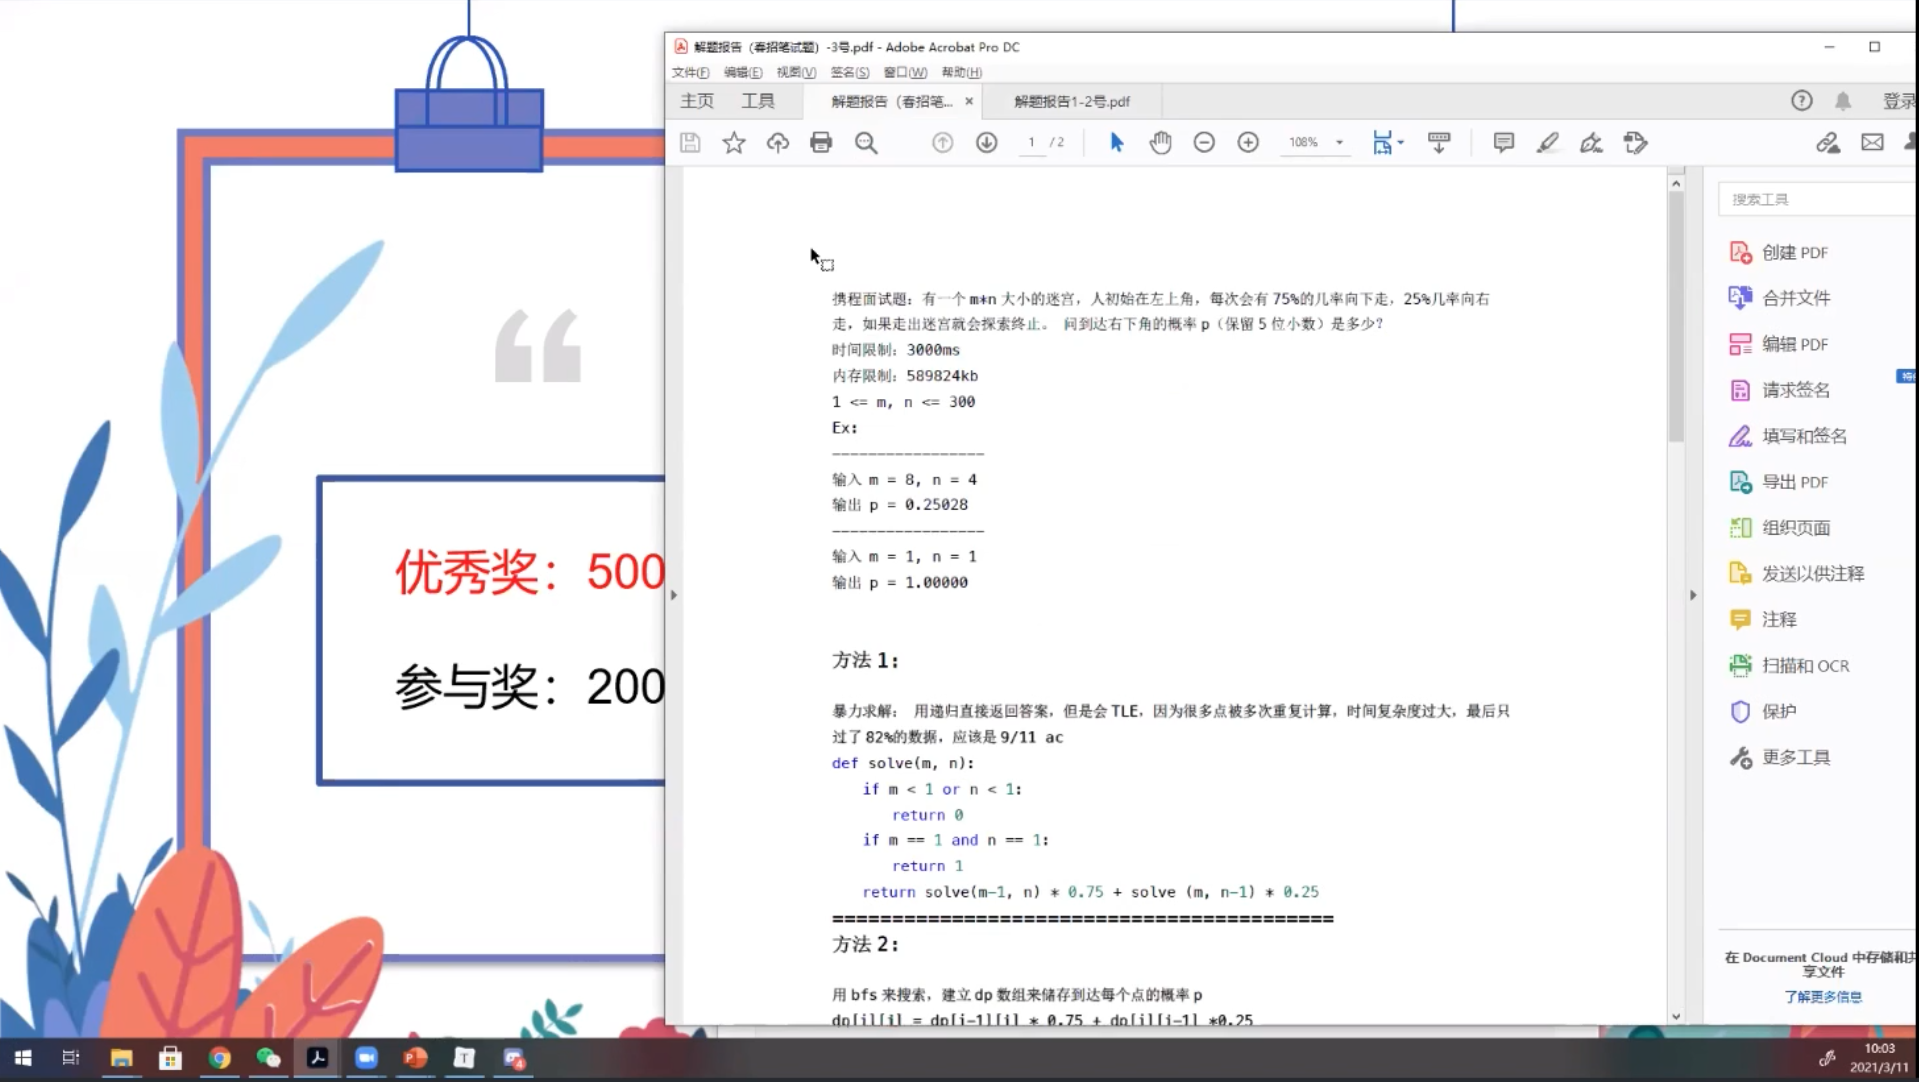 解题报告（春招笔试题）-3号.pdf - Adobe Acrobat Pro DC
文件(F) 编辑(E) 视图(V) 签名(S) 窗口(W) 帮助(H)
主页 工具 解题报告（春招笔... × 解题报告1-2号.pdf 登录
1 / 2 108%
搜索工具
创建 PDF
合并文件
编辑 PDF
请求签名
填写和签名
导出 PDF
组织页面
发送以供注释
注释
扫描和 OCR
保护
更多工具
在 Document Cloud 中存储和共
享文件
了解更多信息
携程面试题：有一个 m*n 大小的迷宫，人初始在左上角，每次会有 75%的几率向下走，25%几率向右
走，如果走出迷宫就会探索终止。 问到达右下角的概率 p（保留 5 位小数）是多少？
时间限制：3000ms
内存限制：589824kb
1 <= m, n <= 300
Ex:
-----------------
输入 m = 8, n = 4
输出 p = 0.25028
-----------------
输入 m = 1, n = 1
输出 p = 1.00000
方法 1：
暴力求解： 用递归直接返回答案，但是会 TLE，因为很多点被多次重复计算，时间复杂度过大，最后只
过了 82%的数据，应该是 9/11 ac
def solve(m, n):
if m < 1 or n < 1:
return 0
if m == 1 and n == 1:
return 1
return solve(m-1, n) * 0.75 + solve (m, n-1) * 0.25
==========================================
方法 2：
用 bfs 来搜索，建立 dp 数组来储存到达每个点的概率 p
dp[i][j] = dp[i-1][j] * 0.75 + dp[i][j-1] *0.25
“
优秀奖：500
参与奖：200
10:03
2021/3/11